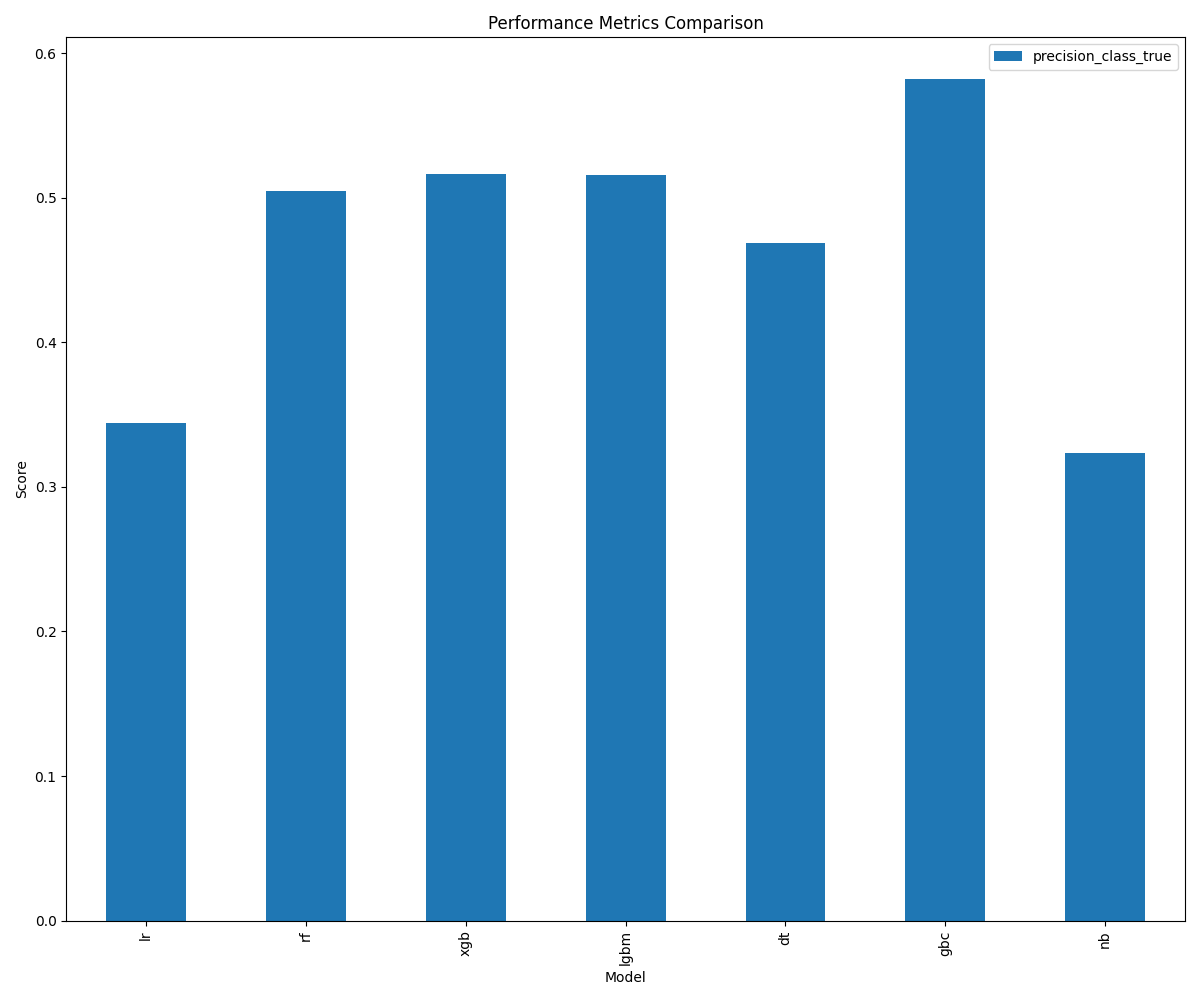 Performance Metrics Comparison
precision_class_true
Score
0.6
0.5
0.4
0.3
0.2
0.1
0.0
lr
rf
xgb
lgbm
dt
gbc
nb
Model